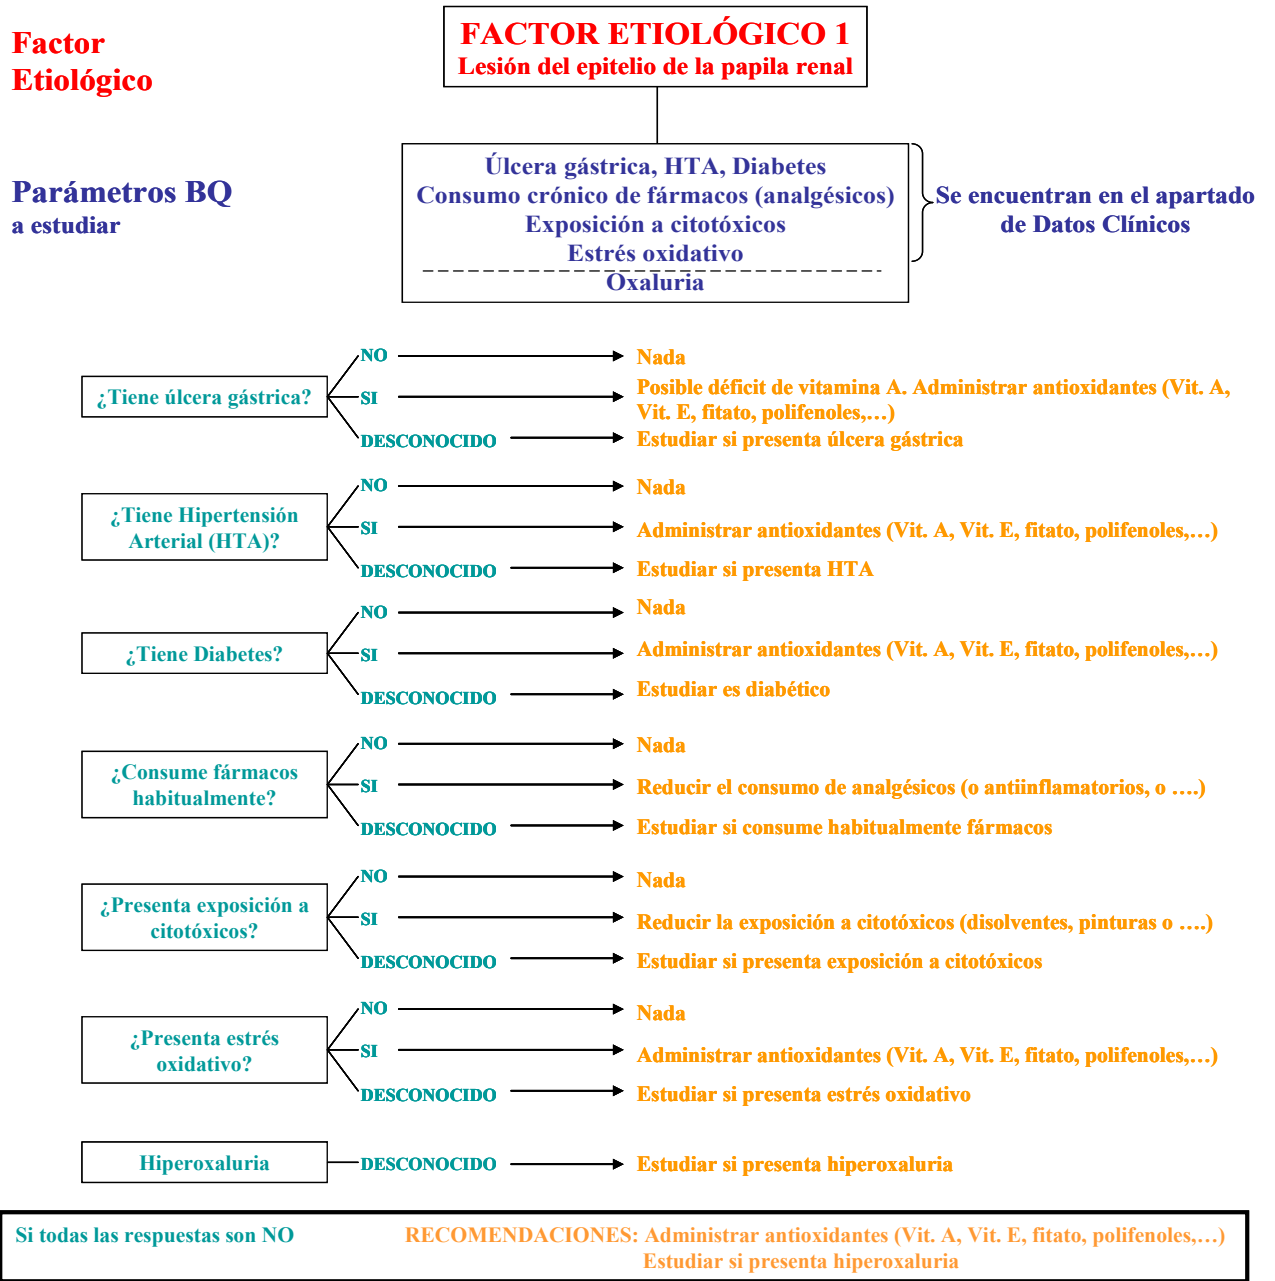 Factor
Etiológico
FACTOR ETIOLÓGICO 1
Lesión del epitelio de la papila renal
Parámetros BQ
a estudiar
Úlcera gástrica, HTA, Diabetes
Consumo crónico de fármacos (analgésicos)
Exposición a citotóxicos
Estrés oxidativo
Oxaluria
Se encuentran en el apartado
de Datos Clínicos
¿Tiene úlcera gástrica?
NO
Nada
SI
Posible déficit de vitamina A. Administrar antioxidantes (Vit. A,
Vit. E, fitato, polifenoles,…)
DESCONOCIDO
Estudiar si presenta úlcera gástrica
¿Tiene Hipertensión
Arterial (HTA)?
NO
Nada
SI
Administrar antioxidantes (Vit. A, Vit. E, fitato, polifenoles,…)
DESCONOCIDO
Estudiar si presenta HTA
¿Tiene Diabetes?
NO
Nada
SI
Administrar antioxidantes (Vit. A, Vit. E, fitato, polifenoles,…)
DESCONOCIDO
Estudiar es diabético
¿Consume fármacos
habitualmente?
NO
Nada
SI
Reducir el consumo de analgésicos (o antiinflamatorios, o ….)
DESCONOCIDO
Estudiar si consume habitualmente fármacos
¿Presenta exposición a
citotóxicos?
NO
Nada
SI
Reducir la exposición a citotóxicos (disolventes, pinturas o ….)
DESCONOCIDO
Estudiar si presenta exposición a citotóxicos
¿Presenta estrés
oxidativo?
NO
Nada
SI
Administrar antioxidantes (Vit. A, Vit. E, fitato, polifenoles,…)
DESCONOCIDO
Estudiar si presenta estrés oxidativo
Hiperoxaluria
DESCONOCIDO
Estudiar si presenta hiperoxaluria
Si todas las respuestas son NO
RECOMENDACIONES: Administrar antioxidantes (Vit. A, Vit. E, fitato, polifenoles,…)
Estudiar si presenta hiperoxaluria